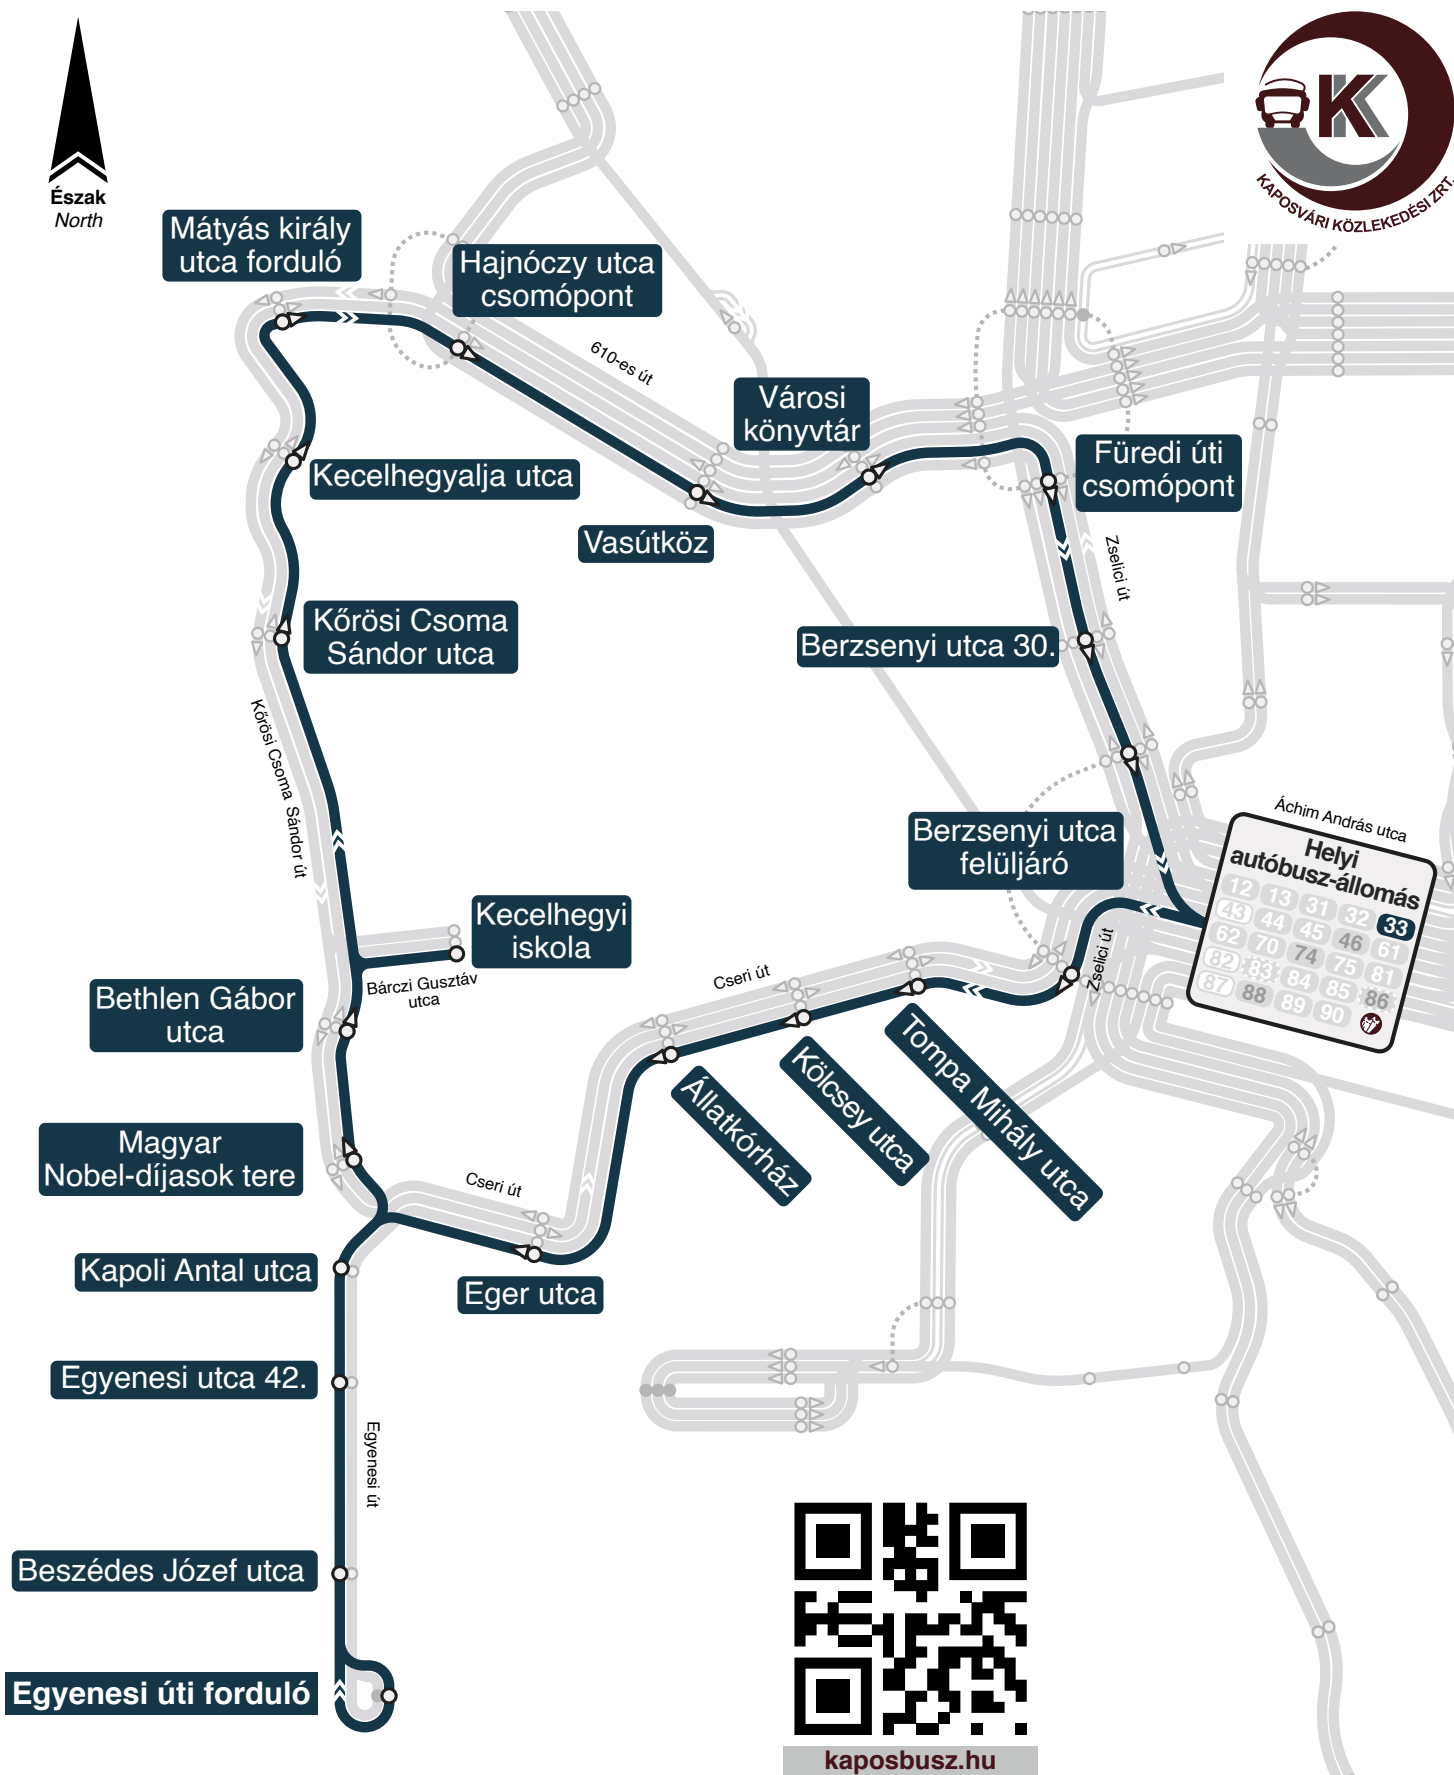 Észak
North
KAPOSVÁRI KÖZLEKEDÉSI ZRT.
KK
Mátyás király
utca forduló
Hajnóczy utca
csomópont
610-es út
Városi
könyvtár
Füredi úti
csomópont
Kecelhegyalja utca
Vasútköz
Zselici út
Kőrösi Csoma
Sándor utca
Berzsenyi utca 30.
Kőrösi Csoma Sándor út
Berzsenyi utca
felüljáró
Áchim András utca
Helyi
autóbusz-állomás
12 13 31 32 33
43 44 45 46 61
62 70 74 75 81
82 83 84 85 86
87 88 89 90
Kecelhegyi
iskola
Bárczi Gusztáv
utca
Cseri út
Zselici út
Bethlen Gábor
utca
Tompa Mihály utca
Kölcsey utca
Állatkórház
Magyar
Nobel-díjasok tere
Cseri út
Kapoli Antal utca
Eger utca
Egyenesi utca 42.
Egyenesi út
Beszédes József utca
Egyenesi úti forduló
kaposbusz.hu